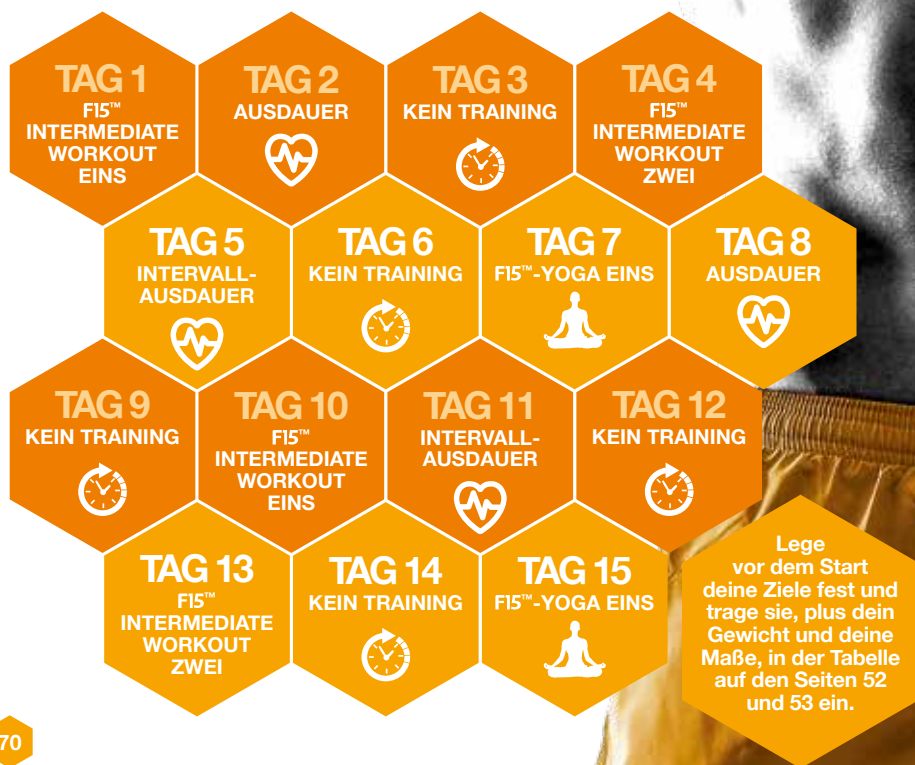 TAG 1
F15™
INTERMEDIATE
WORKOUT
EINS
TAG 2
AUSDAUER
TAG 3
KEIN TRAINING
TAG 4
F15™
INTERMEDIATE
WORKOUT
ZWEI
TAG 5
INTERVALL-
AUSDAUER
TAG 6
KEIN TRAINING
TAG 7
F15™-YOGA EINS
TAG 8
AUSDAUER
TAG 9
KEIN TRAINING
TAG 10
F15™
INTERMEDIATE
WORKOUT
EINS
TAG 11
INTERVALL-
AUSDAUER
TAG 12
KEIN TRAINING
TAG 13
F15™
INTERMEDIATE
WORKOUT
ZWEI
TAG 14
KEIN TRAINING
TAG 15
F15™-YOGA EINS
Lege
vor dem Start
deine Ziele fest und
trage sie, plus dein
Gewicht und deine
Maße, in der Tabelle
auf den Seiten 52
und 53 ein.
70